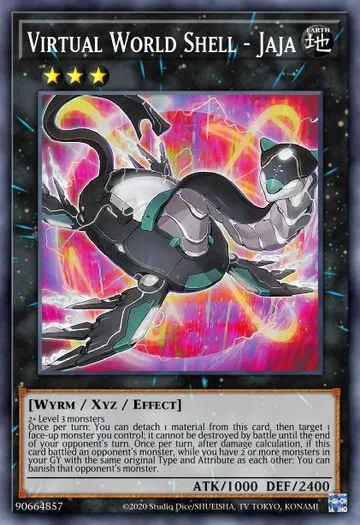 VIRTUAL WORLD SHELL - JAJA
EARTH
地
[WYRM / XYZ / EFFECT]
2+ Level 3 monsters
Once per turn: You can detach 1 material from this card, then target 1
face-up monster you control; it cannot be destroyed by battle until the end
of your opponent's turn. Once per turn, after damage calculation, if this
card battled an opponent's monster, while you have 2 or more monsters in
your GY with the same original Type and Attribute as each other: You can
banish that opponent's monster.
ATK/1000 DEF/2400
90664857
©2020 Studio Dice/SHUEISHA, TV TOKYO, KONAMI